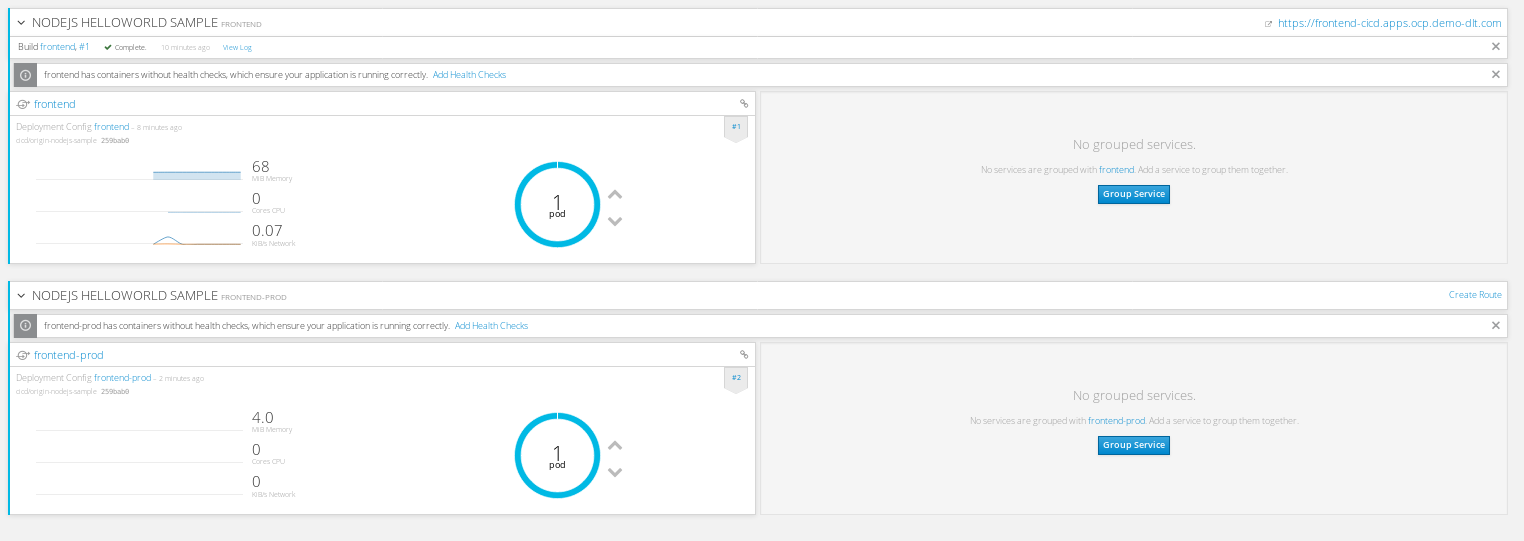 NODEJS HELLOWORLD SAMPLE FRONTEND
https://frontend-cicd.apps.ocp.demo-dlt.com
Build frontend, #1 Complete. 10 minutes ago View Log
frontend has containers without health checks, which ensure your application is running correctly. Add Health Checks
frontend
Deployment Config frontend – 8 minutes ago
#1
cicd/origin-nodejs-sample 259bab0
68
MiB Memory
0
Cores CPU
0.07
KiB/s Network
1
pod
No grouped services.
No services are grouped with frontend. Add a service to group them together.
Group Service
NODEJS HELLOWORLD SAMPLE FRONTEND-PROD
Create Route
frontend-prod has containers without health checks, which ensure your application is running correctly. Add Health Checks
frontend-prod
Deployment Config frontend-prod – 2 minutes ago
#2
cicd/origin-nodejs-sample 259bab0
4.0
MiB Memory
0
Cores CPU
0
KiB/s Network
1
pod
No grouped services.
No services are grouped with frontend-prod. Add a service to group them together.
Group Service